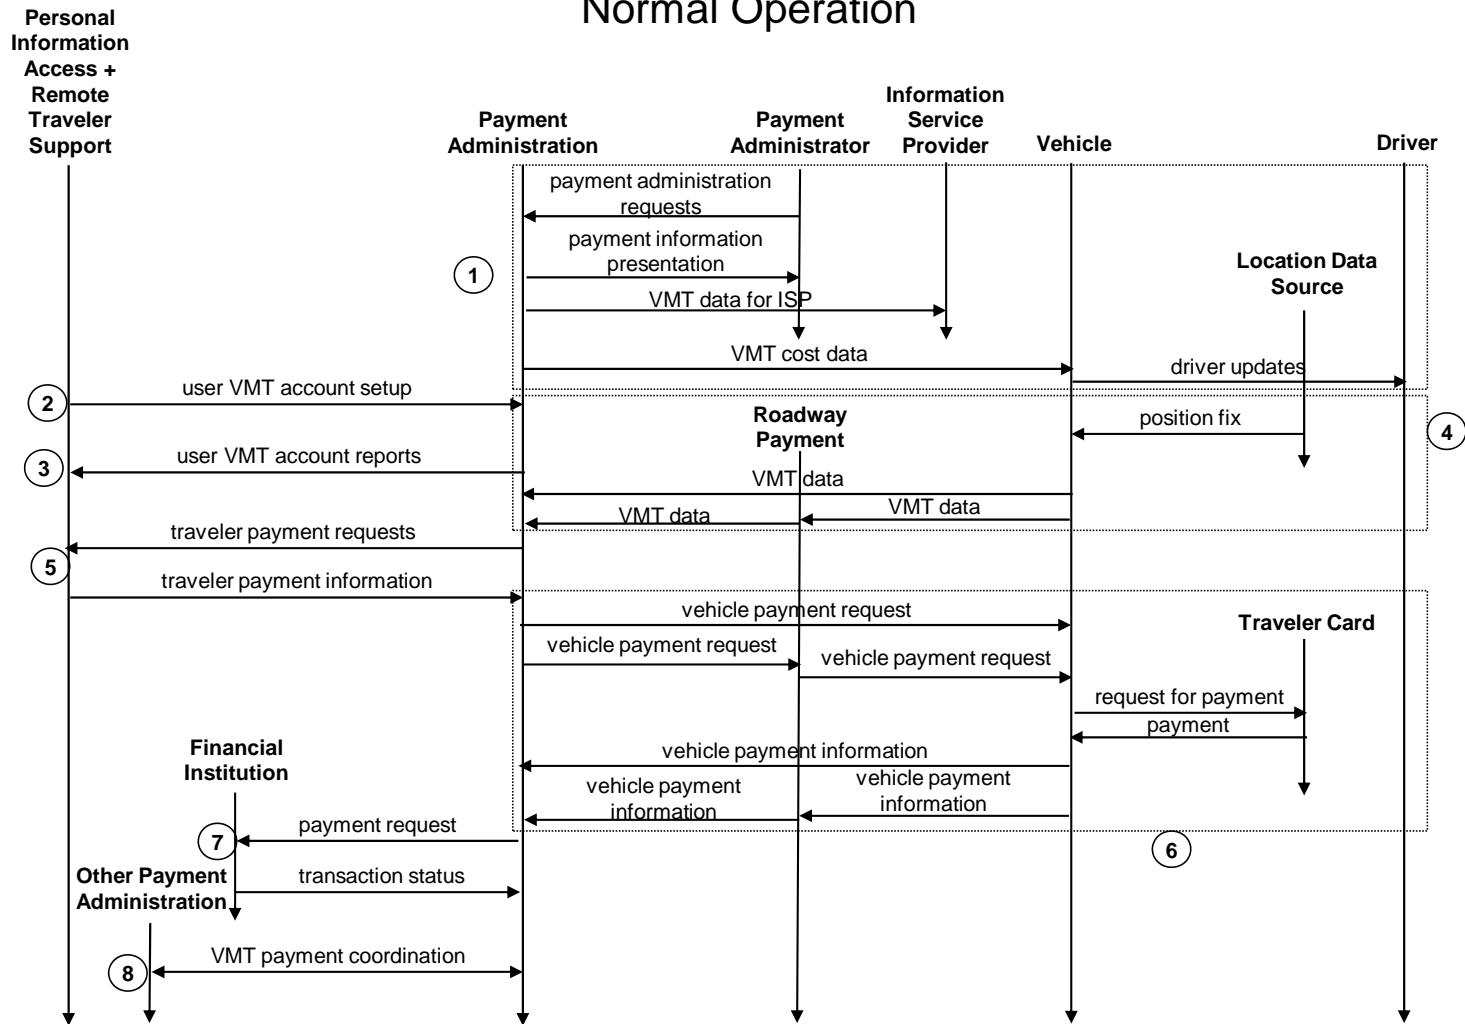 Normal Operation
Personal
Information
Access +
Remote
Traveler
Support
Payment
Administration
Payment
Administrator
Information
Service
Provider
Vehicle
Driver
payment administration
requests
payment information
presentation
1
VMT data for ISP
Location Data
Source
VMT cost data
driver updates
2
user VMT account setup
Roadway
Payment
position fix
4
3
user VMT account reports
VMT data
VMT data
VMT data
traveler payment requests
5
traveler payment information
vehicle payment request
Traveler Card
vehicle payment request
vehicle payment request
request for payment
payment
Financial
Institution
vehicle payment information
vehicle payment
information
vehicle payment
information
7
payment request
6
Other Payment
Administration
transaction status
8
VMT payment coordination